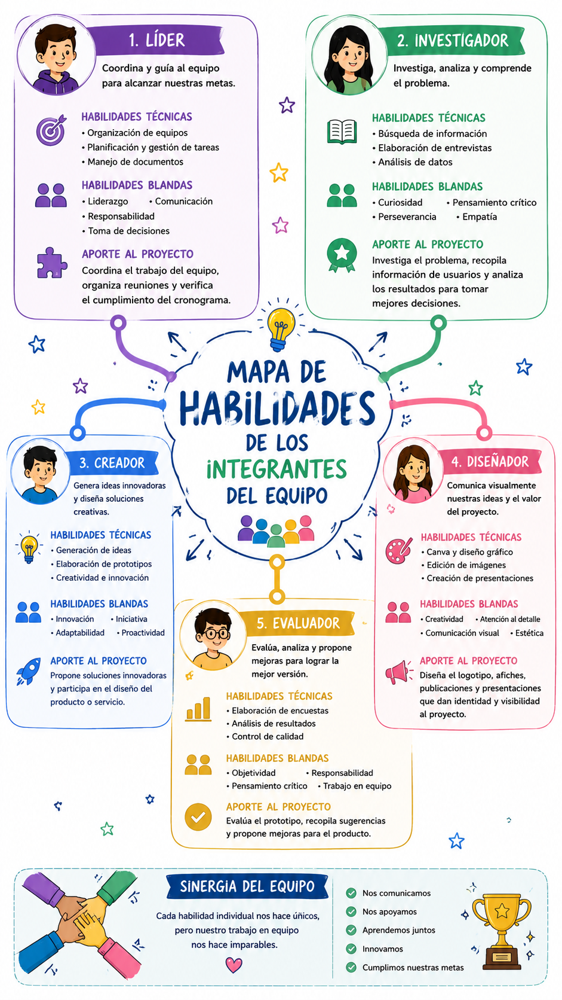 1. LÍDER
Coordina y guía al equipo
para alcanzar nuestras metas.
HABILIDADES TÉCNICAS
• Organización de equipos
• Planificación y gestión de tareas
• Manejo de documentos
HABILIDADES BLANDAS
• Liderazgo • Comunicación
• Responsabilidad
• Toma de decisiones
APORTE AL PROYECTO
Coordina el trabajo del equipo,
organiza reuniones y verifica
el cumplimiento del cronograma.
2. INVESTIGADOR
Investiga, analiza y comprende
el problema.
HABILIDADES TÉCNICAS
• Búsqueda de información
• Elaboración de entrevistas
• Análisis de datos
HABILIDADES BLANDAS
• Curiosidad • Pensamiento crítico
• Perseverancia • Empatía
APORTE AL PROYECTO
Investiga el problema, recopila
información de usuarios y analiza
los resultados para tomar
mejores decisiones.
MAPA DE
HABILIDADES
DE LOS
INTEGRANTES
DEL EQUIPO
3. CREADOR
Genera ideas innovadoras
y diseña soluciones
creativas.
HABILIDADES TÉCNICAS
• Generación de ideas
• Elaboración de prototipos
• Creatividad e innovación
HABILIDADES BLANDAS
• Innovación • Iniciativa
• Adaptabilidad • Proactividad
APORTE AL PROYECTO
Propone soluciones innovadoras
y participa en el diseño del
producto o servicio.
4. DISEÑADOR
Comunica visualmente
nuestras ideas y el valor
del proyecto.
HABILIDADES TÉCNICAS
• Canva y diseño gráfico
• Edición de imágenes
• Creación de presentaciones
HABILIDADES BLANDAS
• Creatividad • Atención al detalle
• Comunicación visual • Estética
APORTE AL PROYECTO
Diseña el logotipo, afiches,
publicaciones y presentaciones
que dan identidad y visibilidad
al proyecto.
5. EVALUADOR
Evalúa, analiza y propone
mejoras para lograr la
mejor versión.
HABILIDADES TÉCNICAS
• Elaboración de encuestas
• Análisis de resultados
• Control de calidad
HABILIDADES BLANDAS
• Objetividad • Responsabilidad
• Pensamiento crítico • Trabajo en equipo
APORTE AL PROYECTO
Evalúa el prototipo, recopila sugerencias
y propone mejoras para el producto.
SINERGIA DEL EQUIPO
Cada habilidad individual nos hace úñicos,
pero nuestro trabajo en equipo
nos hace imparables.
Nos comunicamos
Nos apoyamos
Aprendemos juntos
Innovamos
Cumplimos nuestras metas